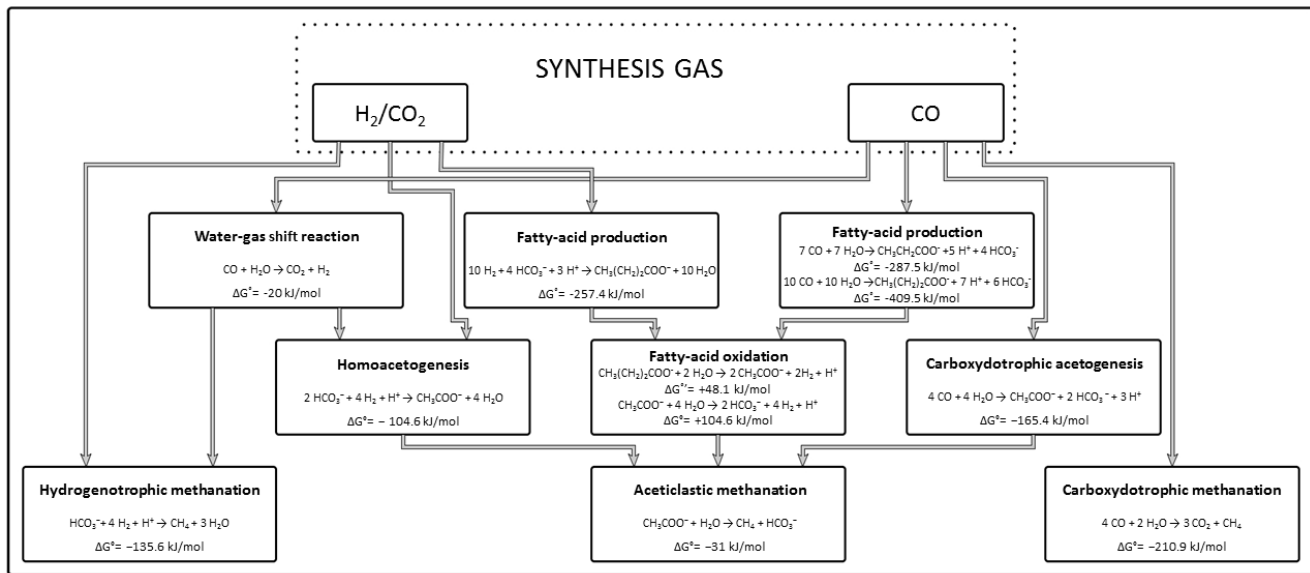 SYNTHESIS GAS
H₂/CO₂
CO
Water-gas shift reaction
CO + H₂O → CO₂ + H₂
ΔG°= -20 kJ/mol
Fatty-acid production
10 H₂ + 4 HCO₃⁻ + 3 H⁺ → CH₃(CH₂)₂COO⁻ + 10 H₂O
ΔG°= -257.4 kJ/mol
Fatty-acid production
7 CO + 7 H₂O → CH₃CH₂COO⁻ +5 H⁺ + 4 HCO₃⁻
ΔG°= -287.5 kJ/mol
10 CO + 10 H₂O →CH₃(CH₂)₂COO⁻ + 7 H⁺ + 6 HCO₃⁻
ΔG°= -409.5 kJ/mol
Homoacetogenesis
2 HCO₃⁻ + 4 H₂ + H⁺ → CH₃COO⁻ + 4 H₂O
ΔG°= − 104.6 kJ/mol
Fatty-acid oxidation
CH₃(CH₂)₂COO⁻ + 2 H₂O → 2 CH₃COO⁻ + 2H₂ + H⁺
ΔG°'= +48.1 kJ/mol
CH₃COO⁻ + 4 H₂O → 2 HCO₃⁻ + 4 H₂ + H⁺
ΔG°= +104.6 kJ/mol
Carboxydotrophic acetogenesis
4 CO + 4 H₂O → CH₃COO⁻ + 2 HCO₃⁻ + 3 H⁺
ΔG°= −165.4 kJ/mol
Hydrogenotrophic methanation
HCO₃⁻ + 4 H₂ + H⁺ → CH₄ + 3 H₂O
ΔG°= −135.6 kJ/mol
Aceticlastic methanation
CH₃COO⁻ + H₂O → CH₄ + HCO₃⁻
ΔG°= −31 kJ/mol
Carboxydotrophic methanation
4 CO + 2 H₂O → 3 CO₂ + CH₄
ΔG°= −210.9 kJ/mol